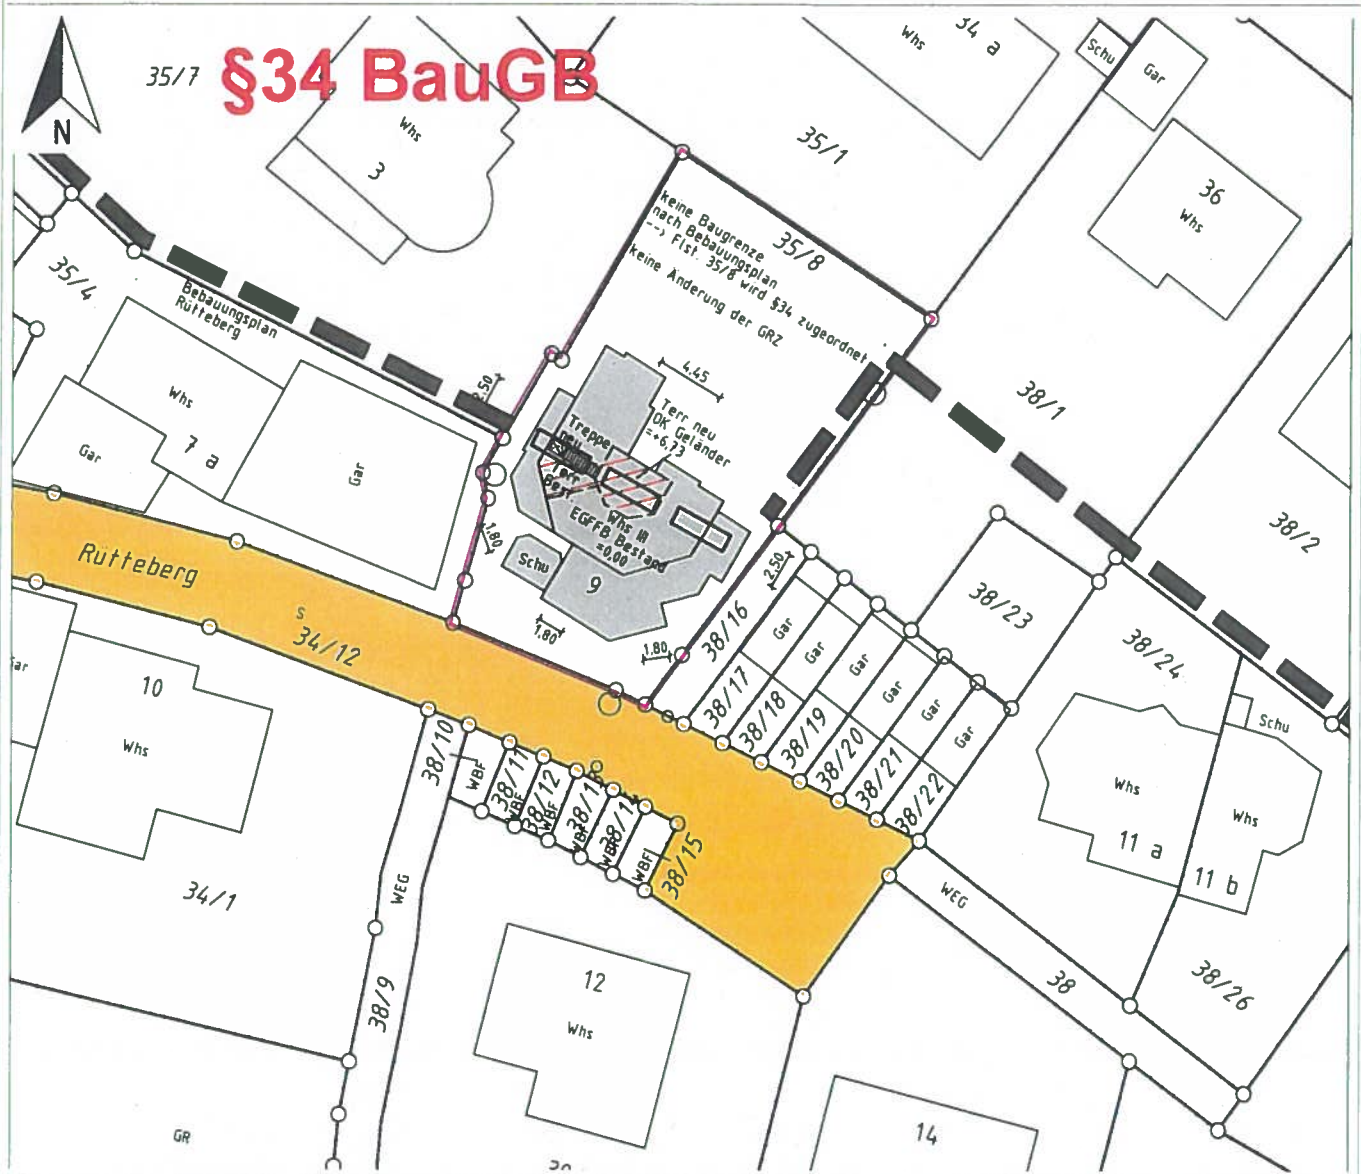 35/7
§34 BauGB
N
Whs
3
34 a
Whs
Schu
Gar
35/1
36
Whs
35/4
Bebauungsplan
Rütteberg
keine Baugrenze
nach Bebauungsplan
--> Flst. 35/8 wird §34 zugeordnet
keine Änderung der GRZ
35/8
2.50
4.45
Terr neu
OK Geländer
=+6,73
Treppe
neu
Terr
Best.
Whs III
EGFFB Bestand
±0,00
Whs
7 a
Gar
Gar
38/1
38/2
1.80
Schu
9
1.80
1.80
2.50
Rütteberg
S
34/12
38/16
38/17
38/18
38/19
38/20
38/21
38/22
Gar
Gar
Gar
Gar
Gar
Gar
38/23
38/24
Gar
10
Whs
38/10
WBF
38/11
WBF
38/12
WBF
WBF
WBF
WBF
38/15
Schu
Whs
11 a
Whs
11 b
34/1
WEG
38/9
WEG
38
38/26
12
Whs
14
GR